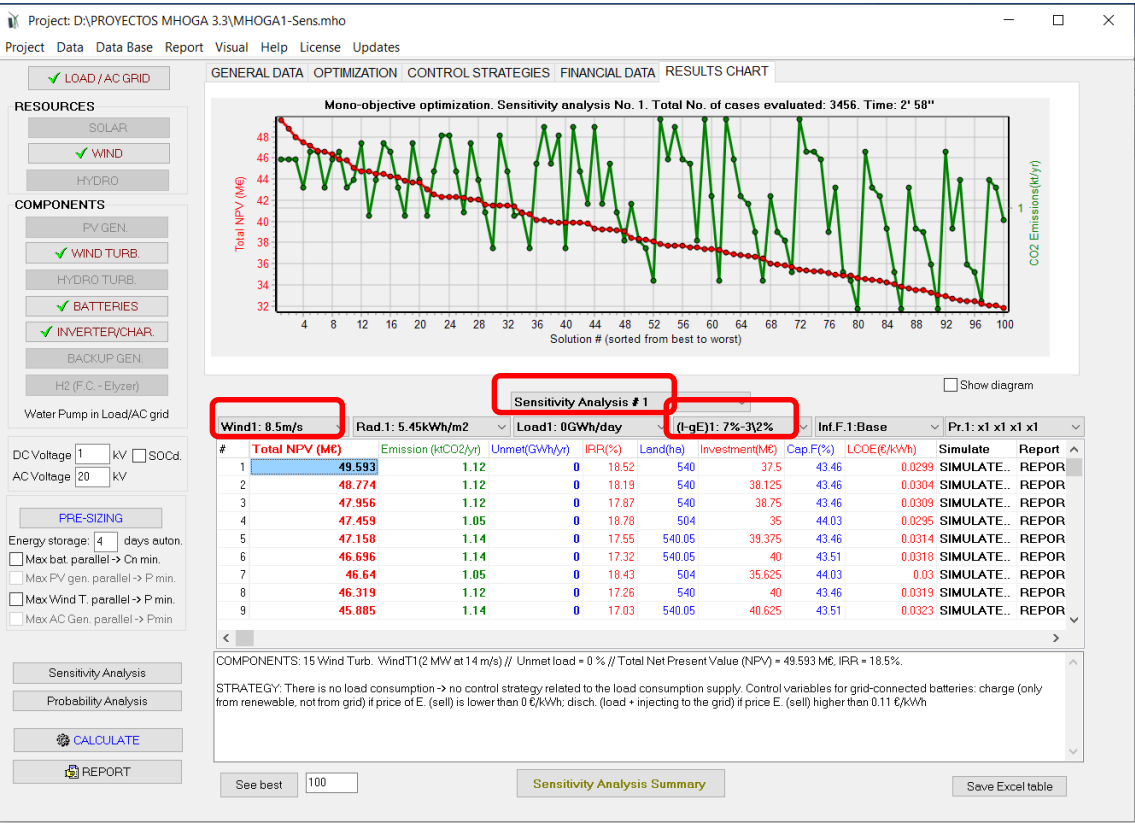 Project: D:\PROYECTOS MHOGA 3.3\MHOGA1-Sens.mho
Project Data Data Base Report Visual Help License Updates
LOAD / AC GRID
RESOURCES
SOLAR
WIND
HYDRO
COMPONENTS
PV GEN.
WIND TURB.
HYDRO TURB.
BATTERIES
INVERTER/CHAR.
BACKUP GEN.
H2 (F.C. - Elyzer)
Water Pump in Load/AC grid
DC Voltage 1 kV SOCd.
AC Voltage 20 kV
PRE-SIZING
Energy storage: 4 days auton.
Max bat. parallel -> Cn min.
Max PV gen. parallel -> P min.
Max Wind T. parallel -> P min.
Max AC Gen. parallel -> Pmin
Sensitivity Analysis
Probability Analysis
CALCULATE
REPORT
GENERAL DATA OPTIMIZATION CONTROL STRATEGIES FINANCIAL DATA RESULTS CHART
Mono-objective optimization. Sensitivity analysis No. 1. Total No. of cases evaluated: 3456. Time: 2' 58''
Total NPV (M€)
48
46
44
42
40
38
36
34
32
1
CO2 Emissions(kt/yr)
4 8 12 16 20 24 28 32 36 40 44 48 52 56 60 64 68 72 76 80 84 88 92 96 100
Solution # (sorted from best to worst)
Show diagram
Sensitivity Analysis # 1
Wind1: 8.5m/s Rad.1: 5.45kWh/m2 Load1: 0GWh/day (I-gE)1: 7%-3\2% Inf.F.1:Base Pr.1: x1 x1 x1 x1
# Total NPV (M€) Emission (ktCO2/yr) Unmet(GWh/yr) IRR(%) Land(ha) Investment(M€) Cap.F(%) LCOE(€/kWh) Simulate Report
1 49.593 1.12 0 18.52 540 37.5 43.46 0.0299 SIMULATE.. REPOR
2 48.774 1.12 0 18.19 540 38.125 43.46 0.0304 SIMULATE.. REPOR
3 47.956 1.12 0 17.87 540 38.75 43.46 0.0309 SIMULATE.. REPOR
4 47.459 1.05 0 18.78 504 35 44.03 0.0295 SIMULATE.. REPOR
5 47.158 1.14 0 17.55 540.05 39.375 43.46 0.0314 SIMULATE.. REPOR
6 46.696 1.14 0 17.32 540.05 40 43.51 0.0318 SIMULATE.. REPOR
7 46.64 1.05 0 18.43 504 35.625 44.03 0.03 SIMULATE.. REPOR
8 46.319 1.12 0 17.26 540 40 43.46 0.0319 SIMULATE.. REPOR
9 45.885 1.14 0 17.03 540.05 40.625 43.51 0.0323 SIMULATE.. REPOR
COMPONENTS: 15 Wind Turb. WindT1(2 MW at 14 m/s) // Unmet load = 0 % // Total Net Present Value (NPV) = 49.593 M€, IRR = 18.5%.
STRATEGY: There is no load consumption -> no control strategy related to the load consumption supply. Control variables for grid-connected batteries: charge (only
from renewable, not from grid) if price of E. (sell) is lower than 0 €/kWh; disch. (load + injecting to the grid) if price E. (sell) higher than 0.11 €/kWh
See best 100
Sensitivity Analysis Summary
Save Excel table